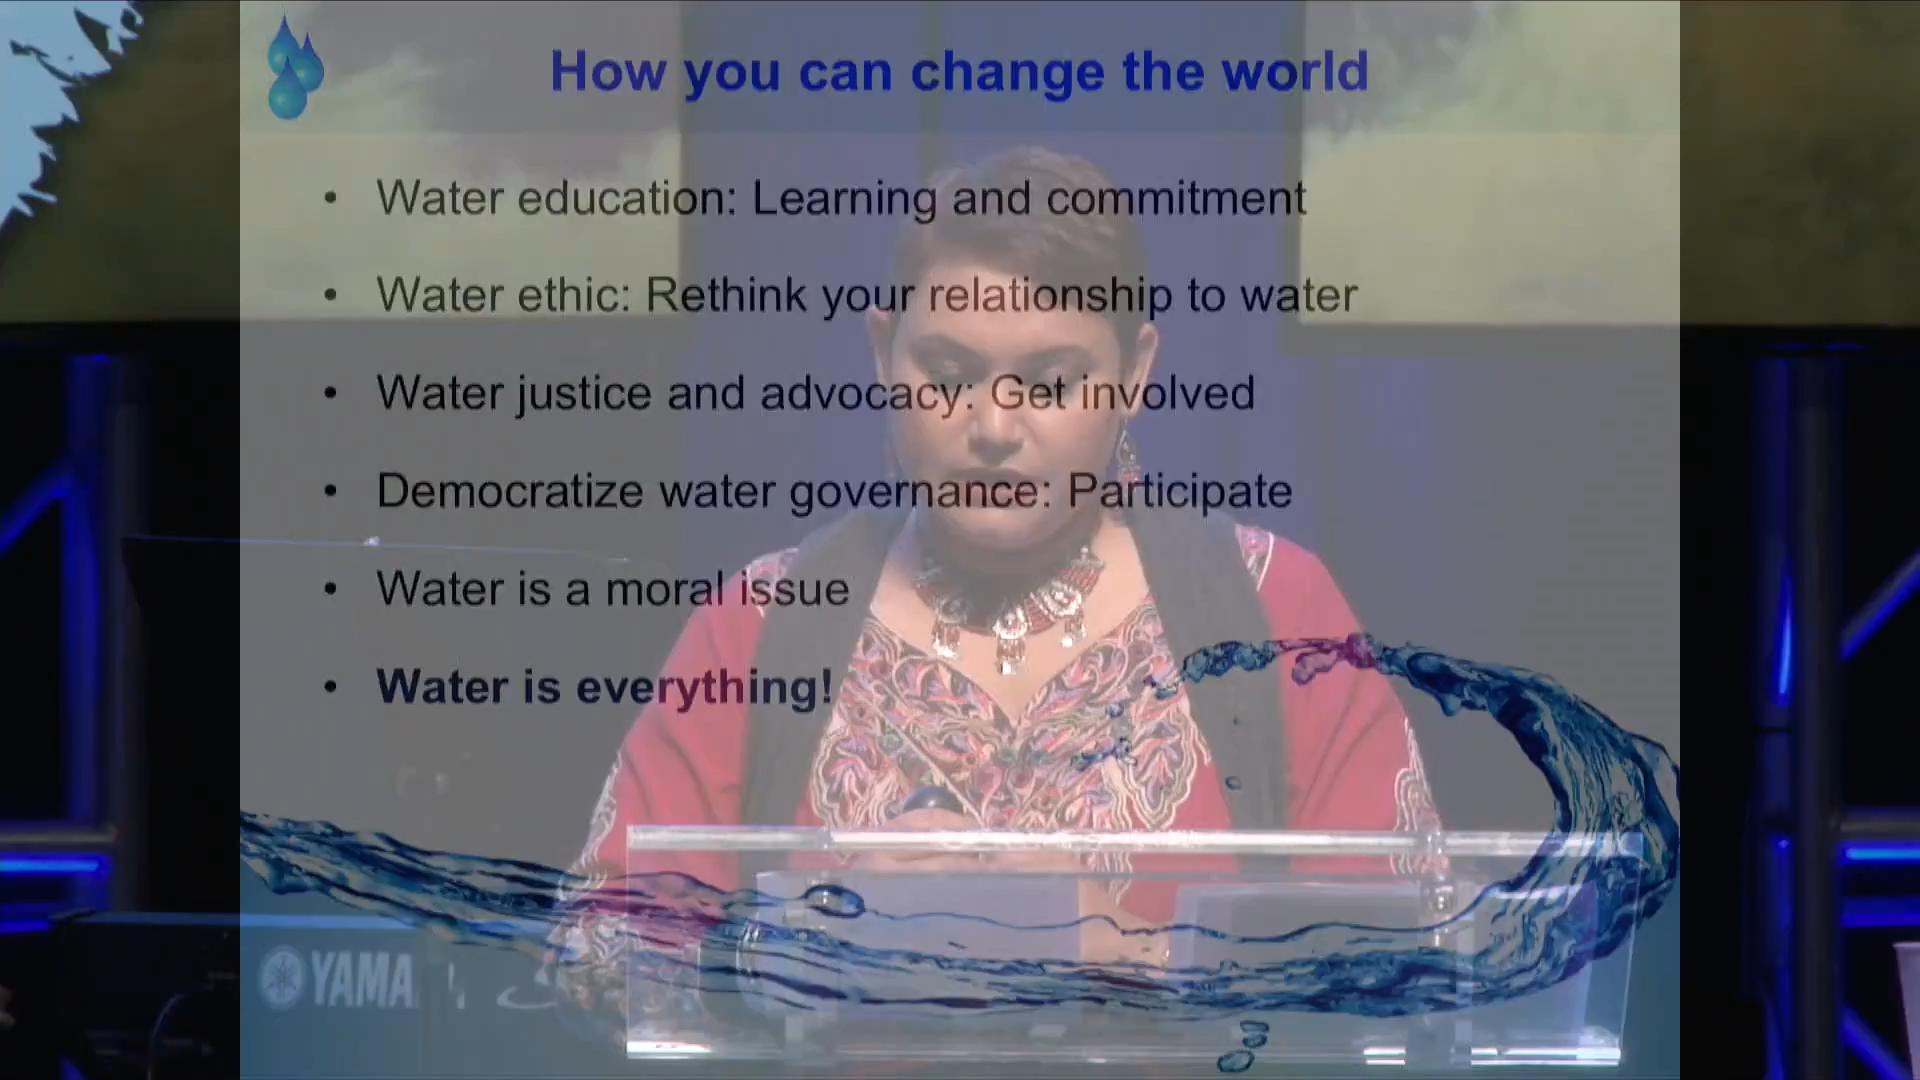 How you can change the world
• Water education: Learning and commitment
• Water ethic: Rethink your relationship to water
• Water justice and advocacy: Get involved
• Democratize water governance: Participate
• Water is a moral issue
• Water is everything!
YAMA